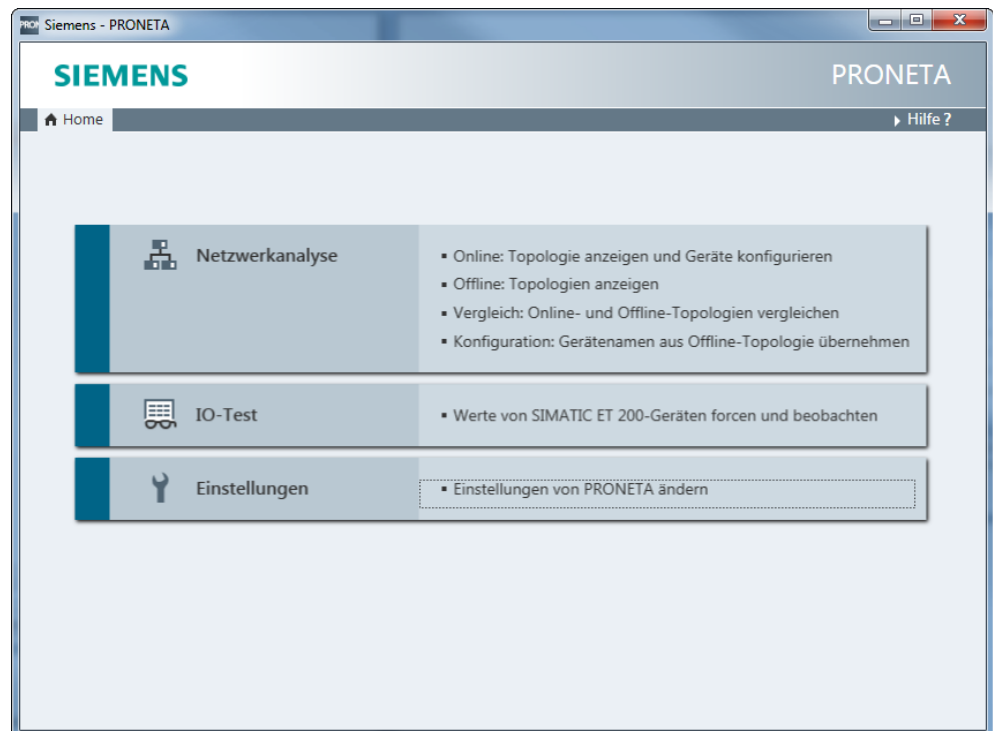 Siemens - PRONETA
SIEMENS
PRONETA
Home
Hilfe ?
Netzwerkanalyse
▪ Online: Topologie anzeigen und Geräte konfigurieren
▪ Offline: Topologien anzeigen
▪ Vergleich: Online- und Offline-Topologien vergleichen
▪ Konfiguration: Gerätenamen aus Offline-Topologie übernehmen
IO-Test
▪ Werte von SIMATIC ET 200-Geräten forcen und beobachten
Einstellungen
▪ Einstellungen von PRONETA ändern